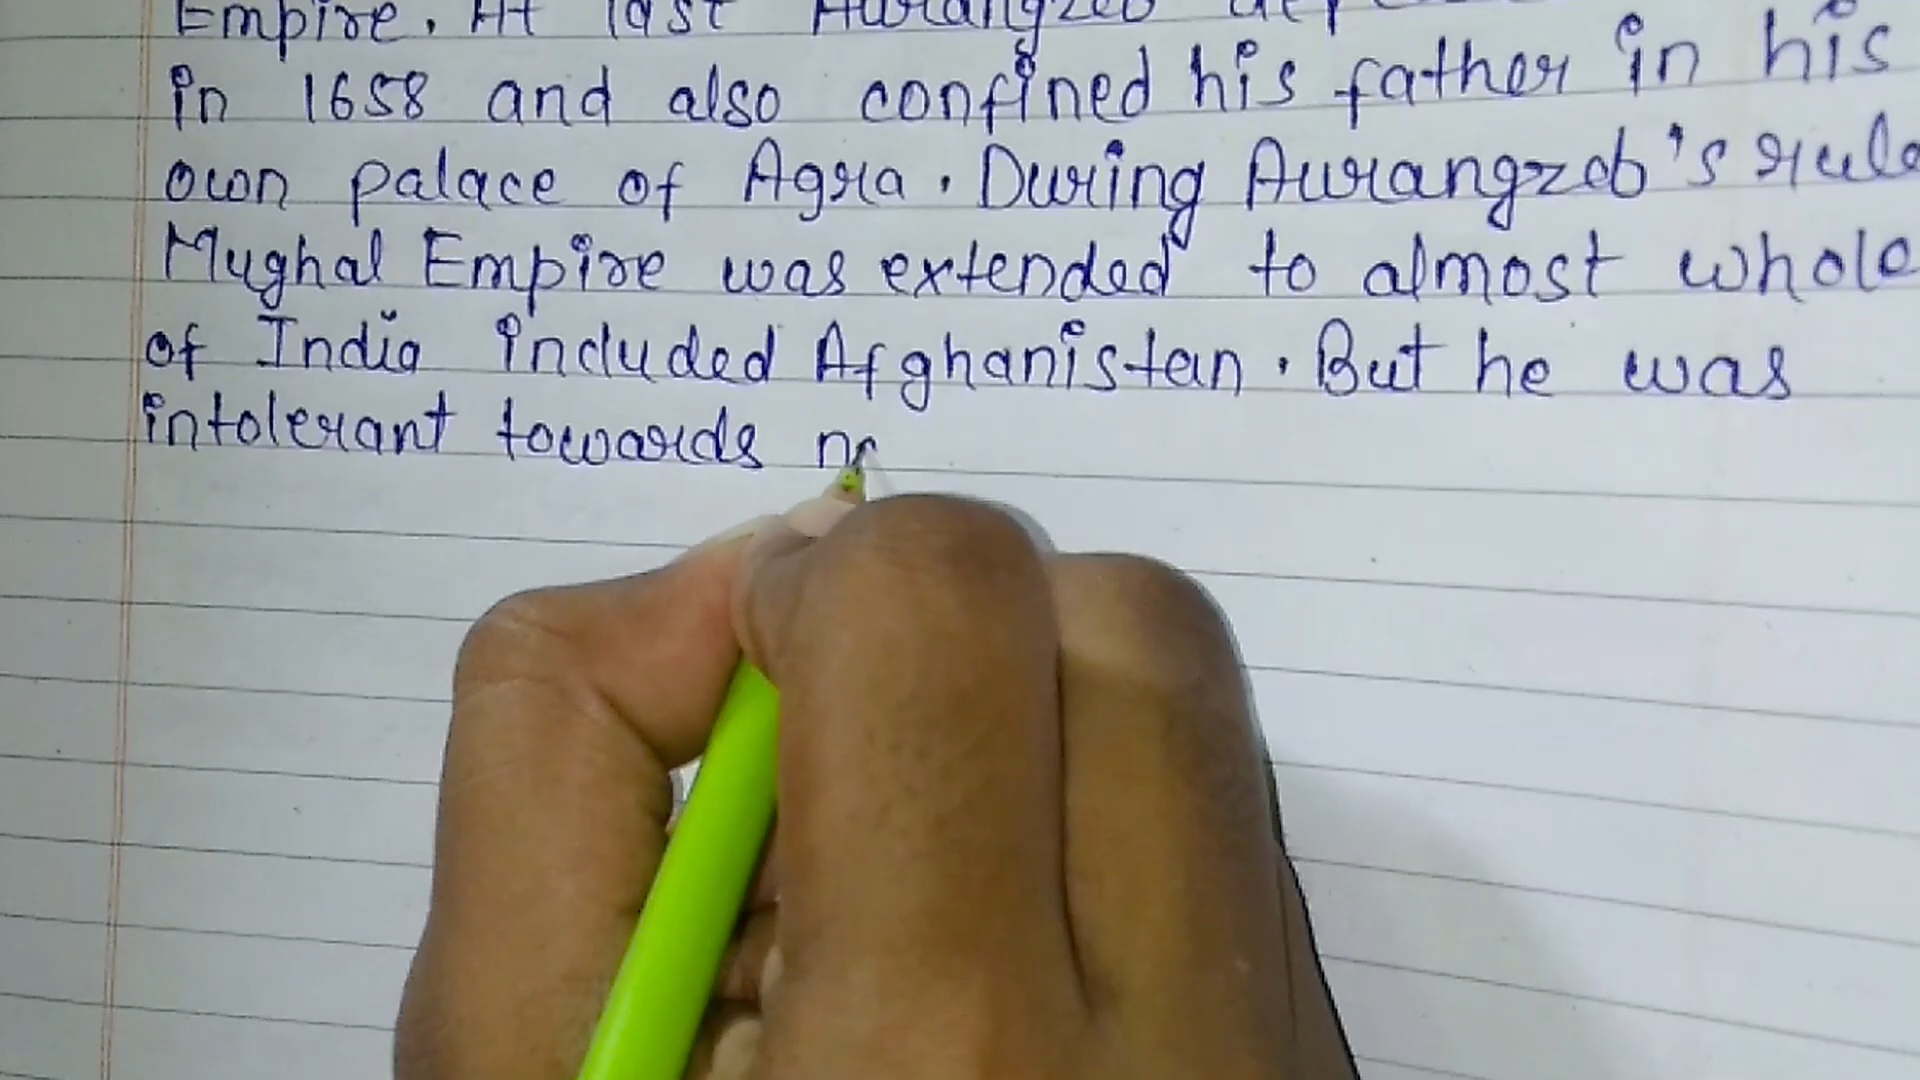 Empire. At last Aurangzeb
in 1658 and also confined his father in his
own palace of Agra. During Aurangzeb's rule
Mughal Empire was extended to almost whole
of India included Afghanistan. But he was
intolerant towards